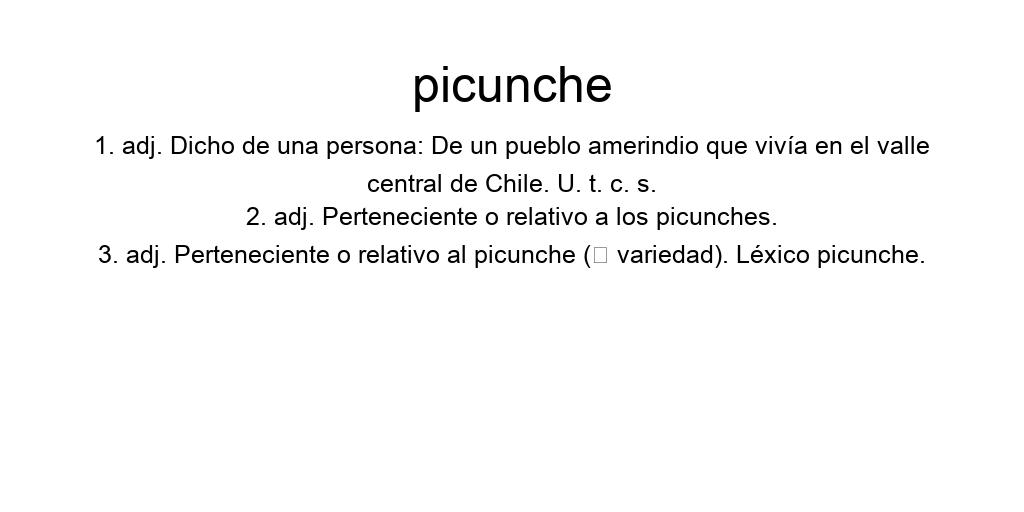 picunche
1. adj. Dicho de una persona: De un pueblo amerindio que vivía en el valle
central de Chile. U. t. c. s.
2. adj. Perteneciente o relativo a los picunches.
3. adj. Perteneciente o relativo al picunche (□ variedad). Léxico picunche.